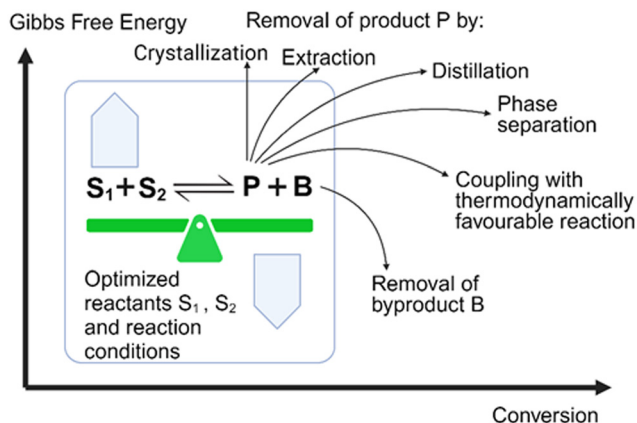 Gibbs Free Energy
Removal of product P by:
Crystallization
Extraction
Distillation
Phase
separation
S₁+S₂ ⇌ P+B
Coupling with
thermodynamically
favourable reaction
Optimized
reactants S₁ , S₂
and reaction
conditions
Removal of
byproduct B
Conversion